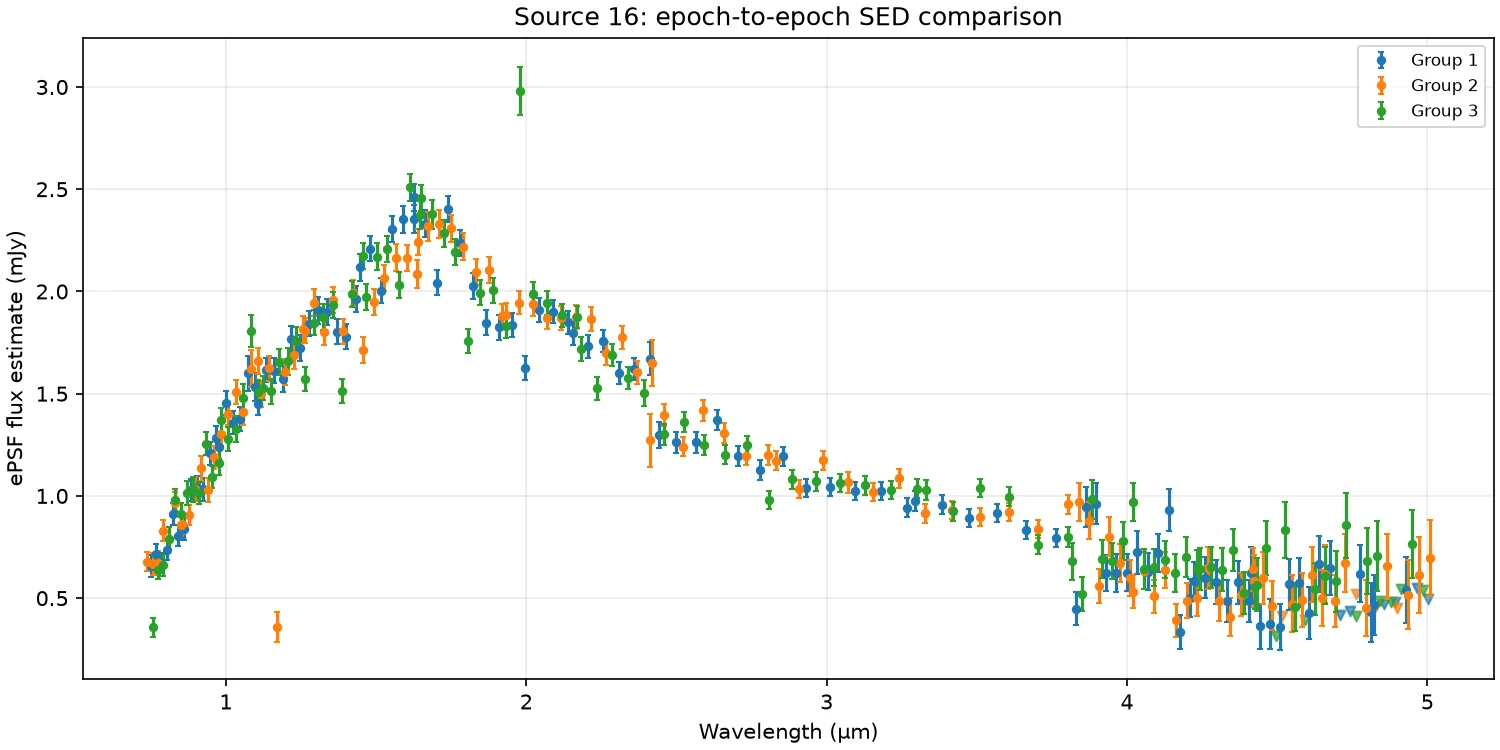 Source 16: epoch-to-epoch SED comparison
Group 1
Group 2
Group 3
ePSF flux estimate (mJy)
3.0
2.5
2.0
1.5
1.0
0.5
1 2 3 4 5
Wavelength (μm)